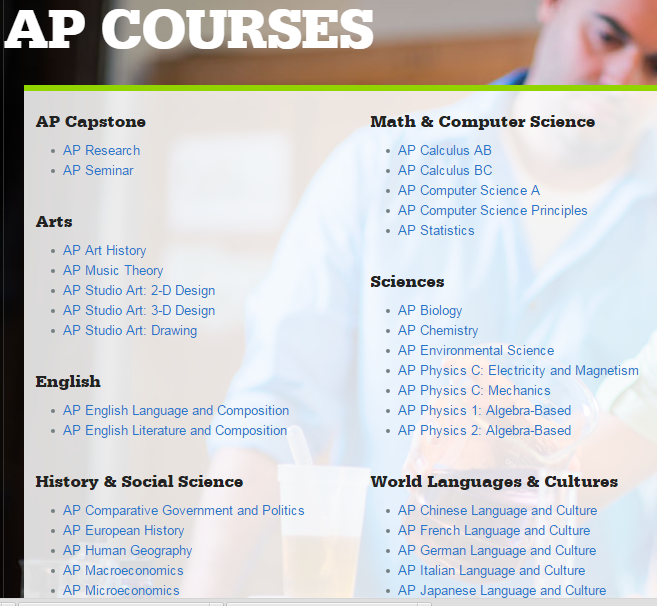 AP COURSES
AP Capstone
AP Research
AP Seminar
Arts
AP Art History
AP Music Theory
AP Studio Art: 2-D Design
AP Studio Art: 3-D Design
AP Studio Art: Drawing
English
AP English Language and Composition
AP English Literature and Composition
History & Social Science
AP Comparative Government and Politics
AP European History
AP Human Geography
AP Macroeconomics
AP Microeconomics
Math & Computer Science
AP Calculus AB
AP Calculus BC
AP Computer Science A
AP Computer Science Principles
AP Statistics
Sciences
AP Biology
AP Chemistry
AP Environmental Science
AP Physics C: Electricity and Magnetism
AP Physics C: Mechanics
AP Physics 1: Algebra-Based
AP Physics 2: Algebra-Based
World Languages & Cultures
AP Chinese Language and Culture
AP French Language and Culture
AP German Language and Culture
AP Italian Language and Culture
AP Japanese Language and Culture